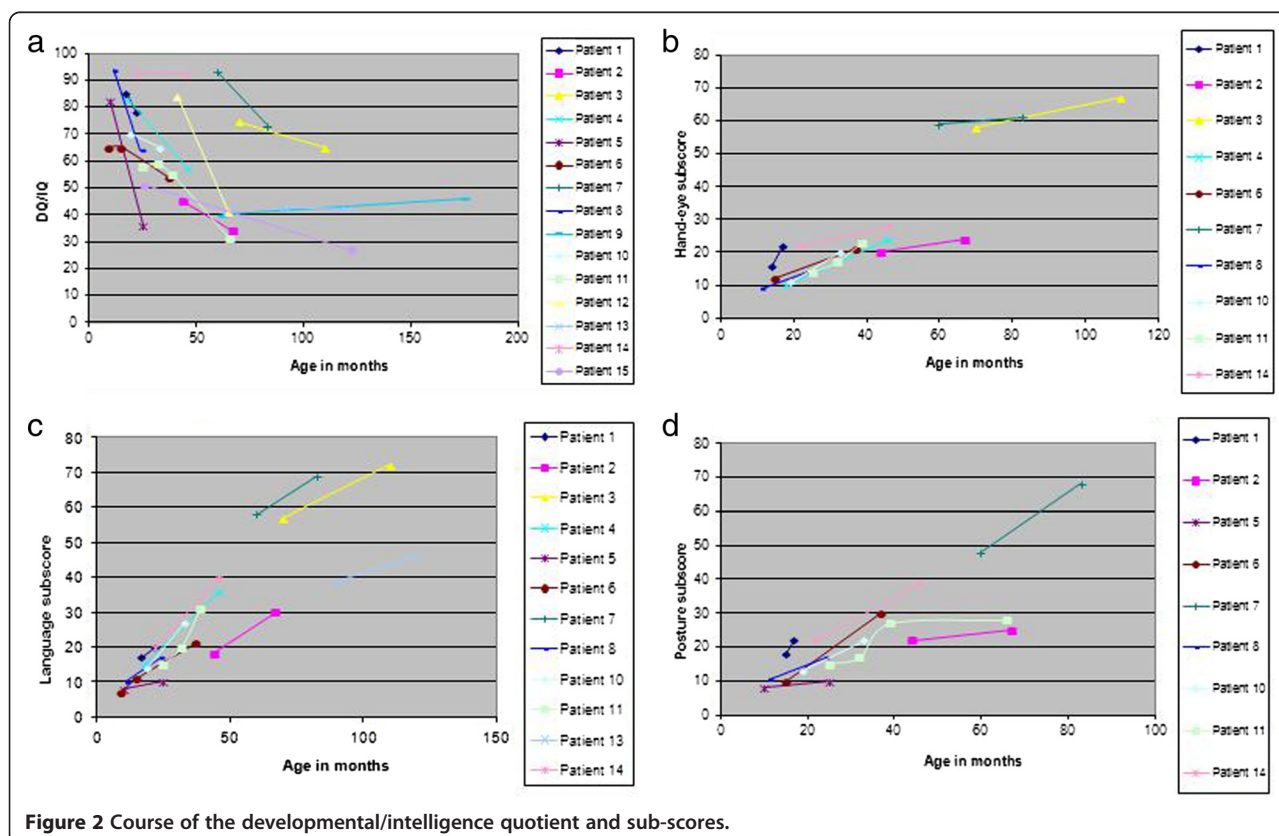 a
100
90
80
70
60
50
40
30
20
10
0
DQ/IQ
0 50 100 150 200
Age in months
Patient 1
Patient 2
Patient 3
Patient 4
Patient 5
Patient 6
Patient 7
Patient 8
Patient 9
Patient 10
Patient 11
Patient 12
Patient 13
Patient 14
Patient 15
b
80
70
60
50
40
30
20
10
0
Hand-eye subscore
0 20 40 60 80 100 120
Age in months
Patient 1
Patient 2
Patient 3
Patient 4
Patient 6
Patient 7
Patient 8
Patient 10
Patient 11
Patient 14
c
80
70
60
50
40
30
20
10
0
Language subscore
0 50 100 150
Age in months
Patient 1
Patient 2
Patient 3
Patient 4
Patient 5
Patient 6
Patient 7
Patient 8
Patient 10
Patient 11
Patient 13
Patient 14
d
80
70
60
50
40
30
20
10
0
Posture subscore
0 20 40 60 80 100
Age in months
Patient 1
Patient 2
Patient 5
Patient 6
Patient 7
Patient 8
Patient 10
Patient 11
Patient 14
Figure 2 Course of the developmental/intelligence quotient and sub-scores.